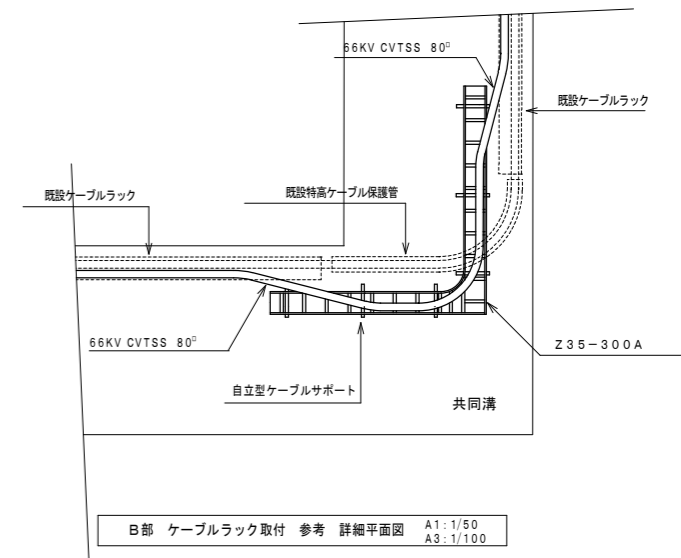 66KV CVTSS 80□
既設ケーブルラック
既設ケーブルラック
既設特高ケーブル保護管
66KV CVTSS 80□
Z35-300A
自立型ケーブルサポート
共同溝
B部 ケーブルラック取付 参考 詳細平面図 A1:1/50
A3:1/100